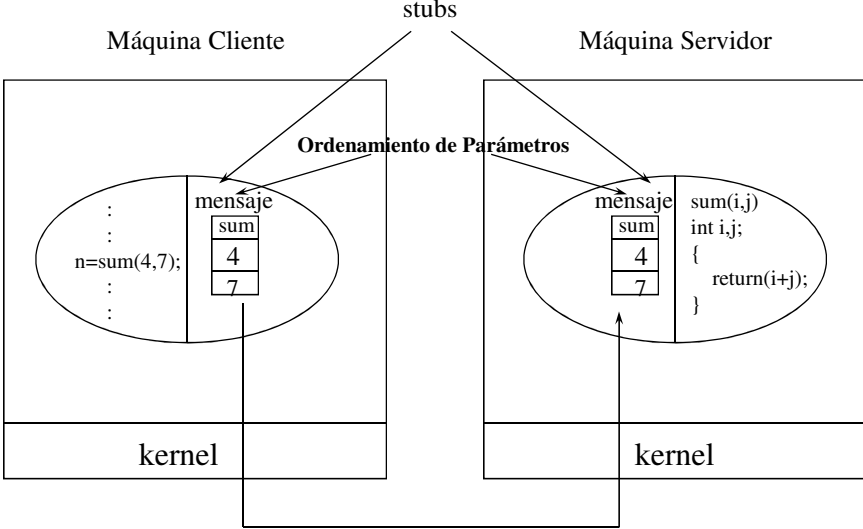 stubs
Máquina Cliente
Máquina Servidor
Ordenamiento de Parámetros
:
:
n=sum(4,7);
:
:
mensaje
sum
4
7
mensaje
sum
4
7
sum(i,j)
int i,j;
{
return(i+j);
}
kernel
kernel